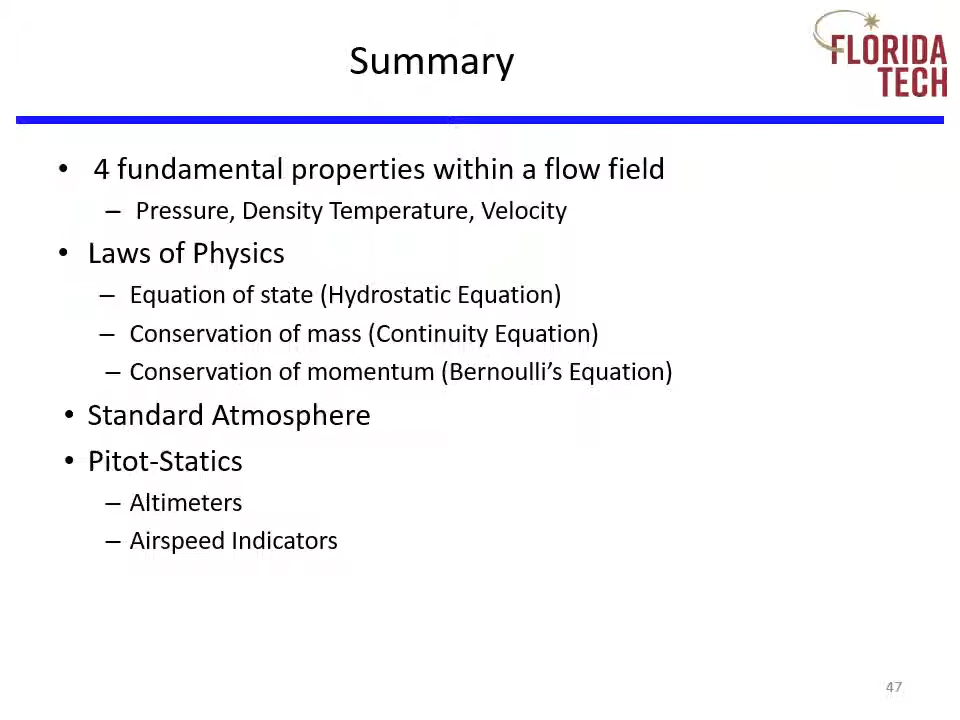 Summary
FLORIDA
TECH
• 4 fundamental properties within a flow field
– Pressure, Density Temperature, Velocity
• Laws of Physics
– Equation of state (Hydrostatic Equation)
– Conservation of mass (Continuity Equation)
– Conservation of momentum (Bernoulli’s Equation)
• Standard Atmosphere
• Pitot-Statics
– Altimeters
– Airspeed Indicators
47